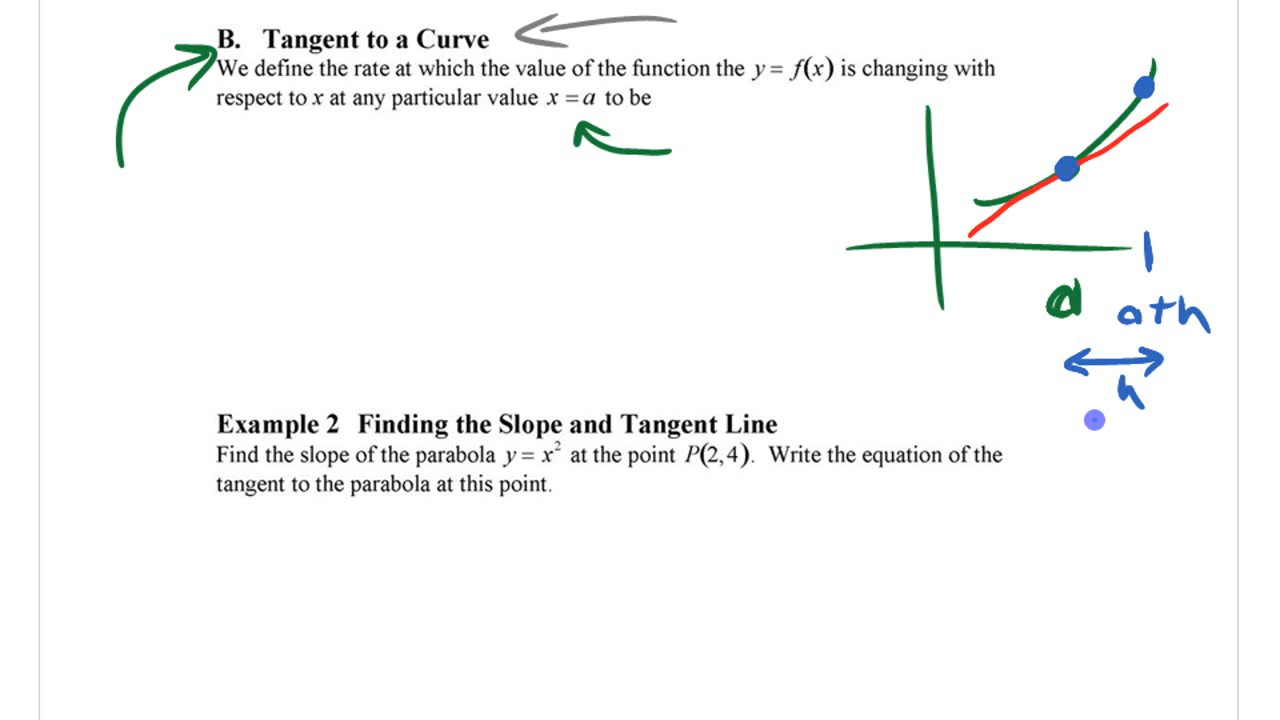 B. Tangent to a Curve
We define the rate at which the value of the function the y = f(x) is changing with
respect to x at any particular value x = a to be
a
a+h
h
Example 2 Finding the Slope and Tangent Line
Find the slope of the parabola y = x² at the point P(2,4). Write the equation of the
tangent to the parabola at this point.